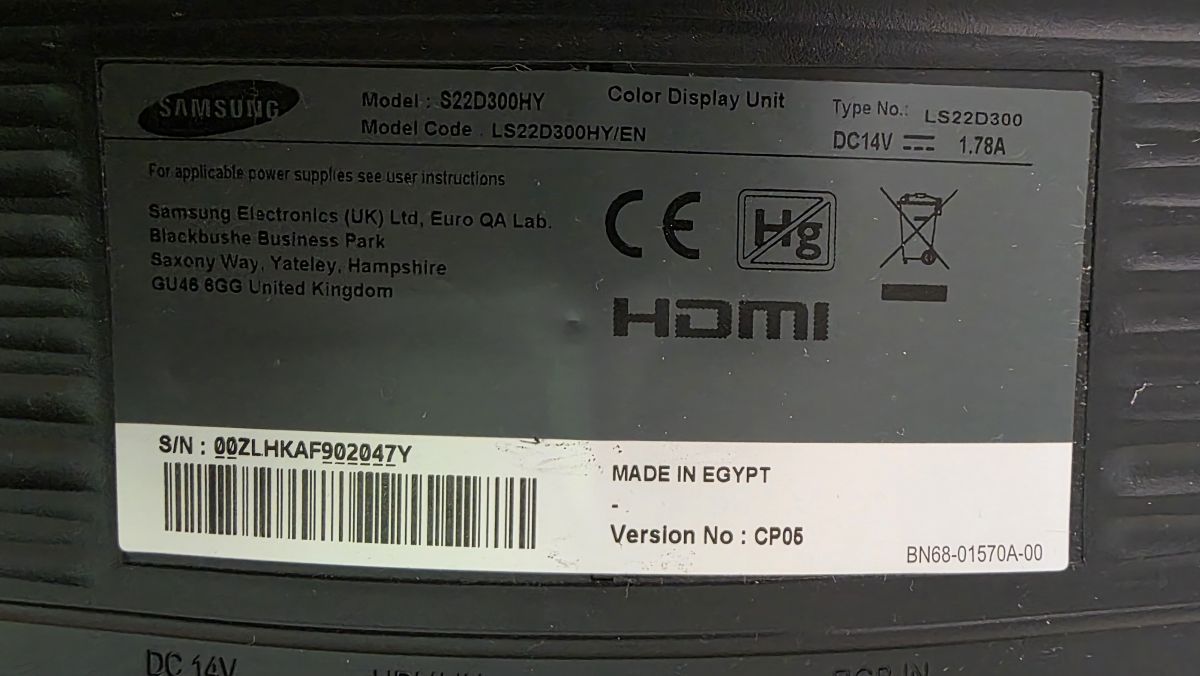 SAMSUNG
Model : S22D300HY
Model Code : LS22D300HY/EN
Color Display Unit
Type No.: LS22D300
DC14V 1.78A
For applicable power supplies see user instructions
Samsung Electronics (UK) Ltd, Euro QA Lab.
Blackbushe Business Park
Saxony Way, Yateley, Hampshire
GU46 6GG United Kingdom
CE
Hg
HDMI
S/N : 00ZLHKAF902047Y
MADE IN EGYPT
-
Version No : CP05
BN68-01570A-00
DC 14V
RGB IN